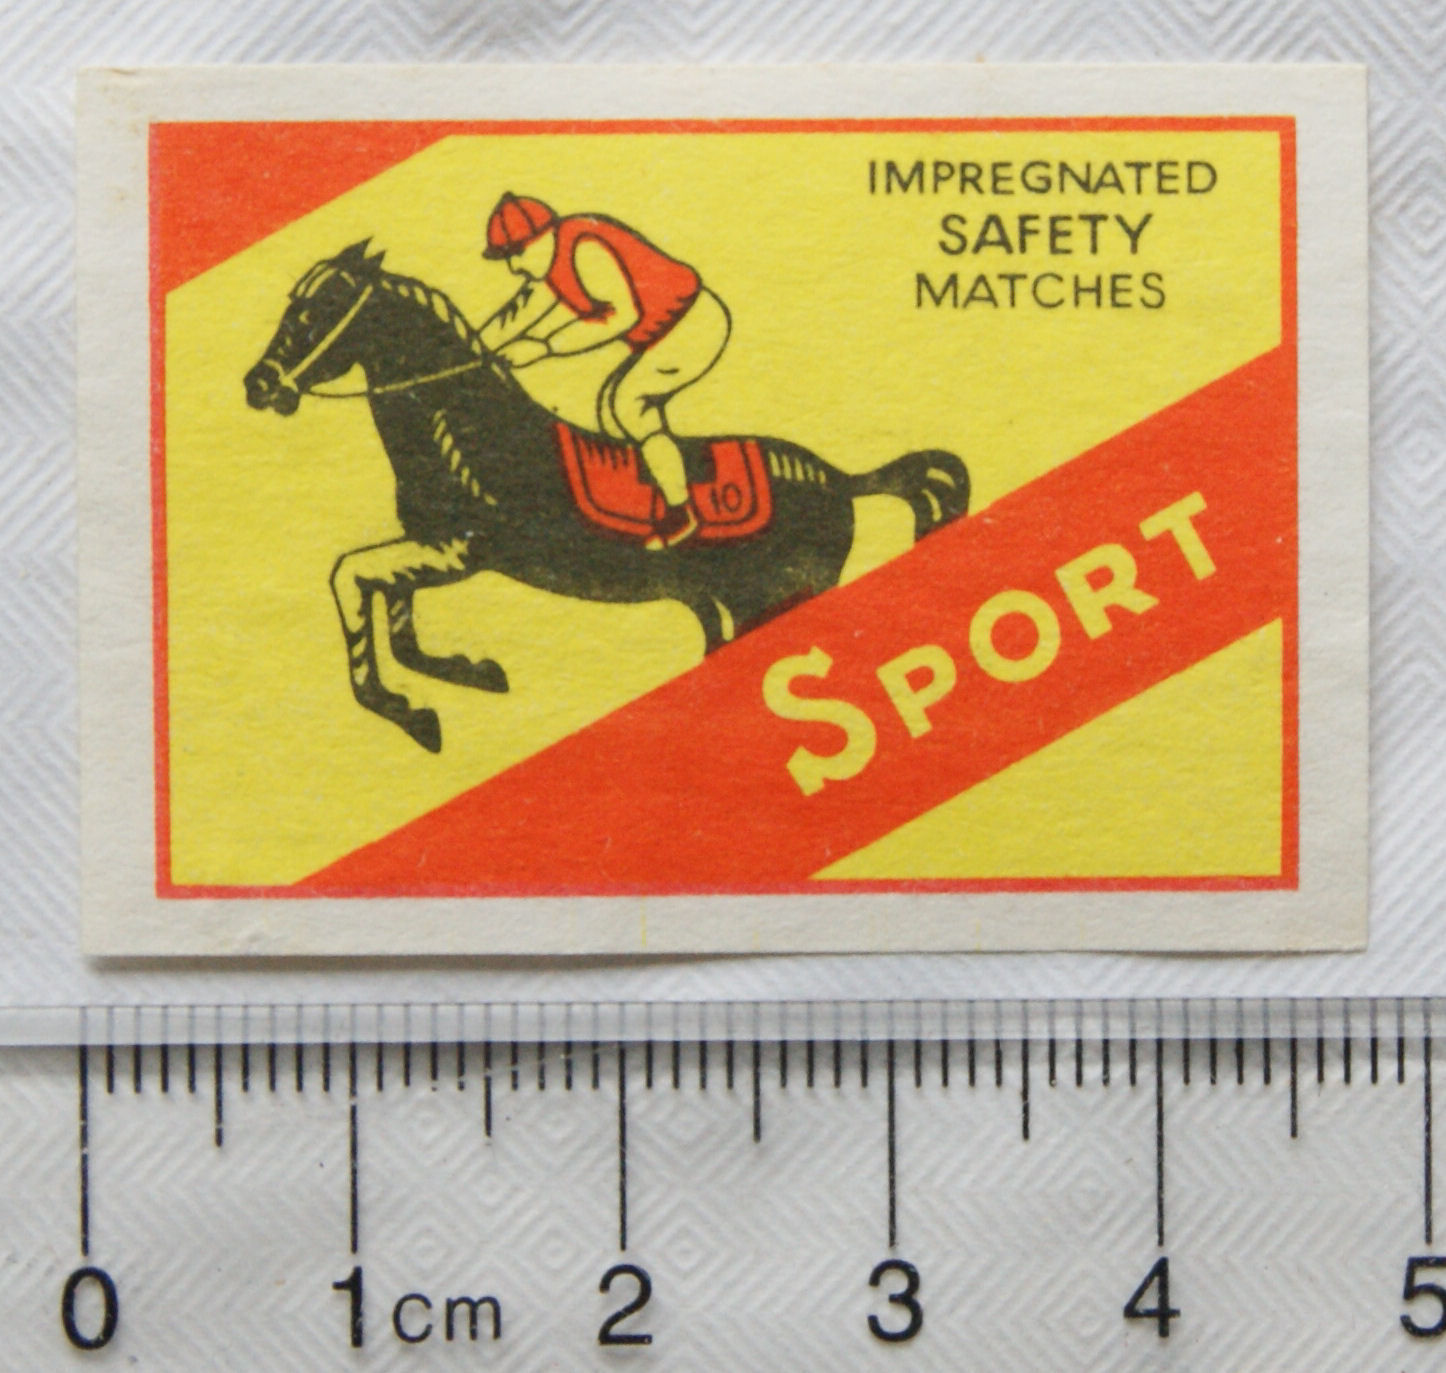 IMPREGNATED
SAFETY
MATCHES
10
SPORT
0 1cm 2 3 4 5